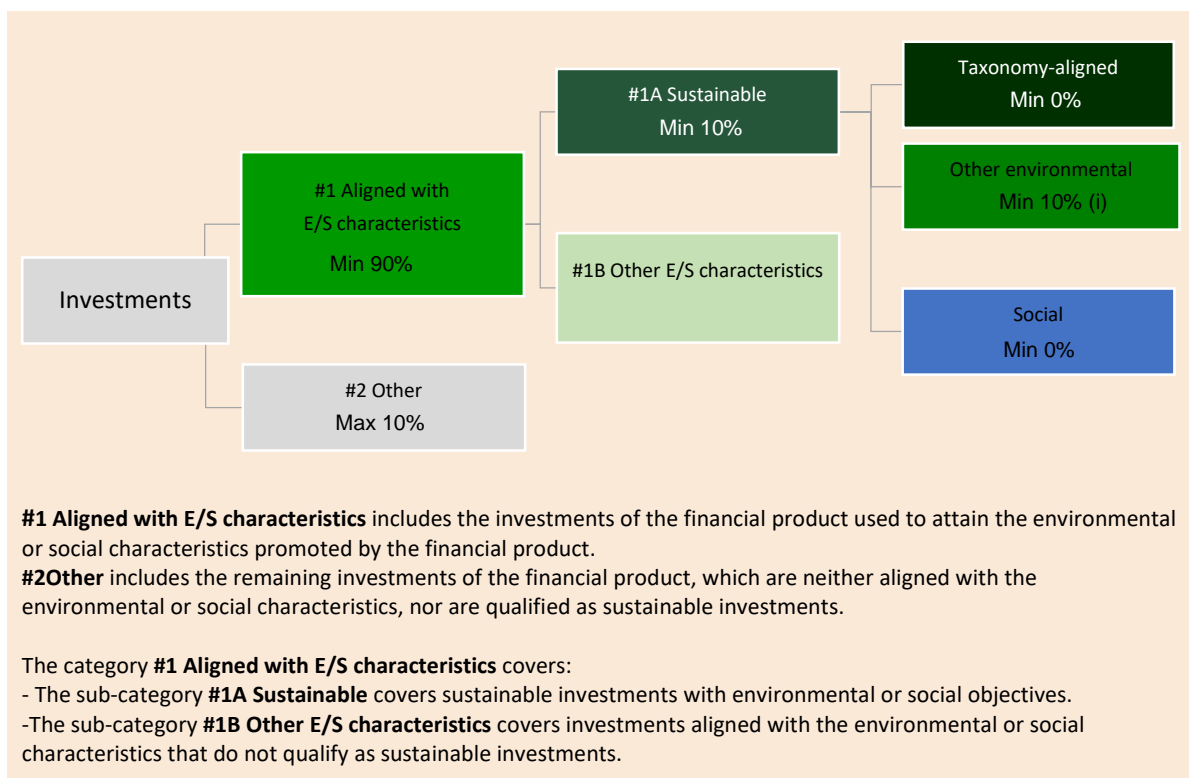 Investments
#1 Aligned with
E/S characteristics
Min 90%
#2 Other
Max 10%
#1A Sustainable
Min 10%
#1B Other E/S characteristics
Taxonomy-aligned
Min 0%
Other environmental
Min 10% (i)
Social
Min 0%
#1 Aligned with E/S characteristics includes the investments of the financial product used to attain the environmental
or social characteristics promoted by the financial product.
#2Other includes the remaining investments of the financial product, which are neither aligned with the
environmental or social characteristics, nor are qualified as sustainable investments.
The category #1 Aligned with E/S characteristics covers:
- The sub-category #1A Sustainable covers sustainable investments with environmental or social objectives.
-The sub-category #1B Other E/S characteristics covers investments aligned with the environmental or social
characteristics that do not qualify as sustainable investments.